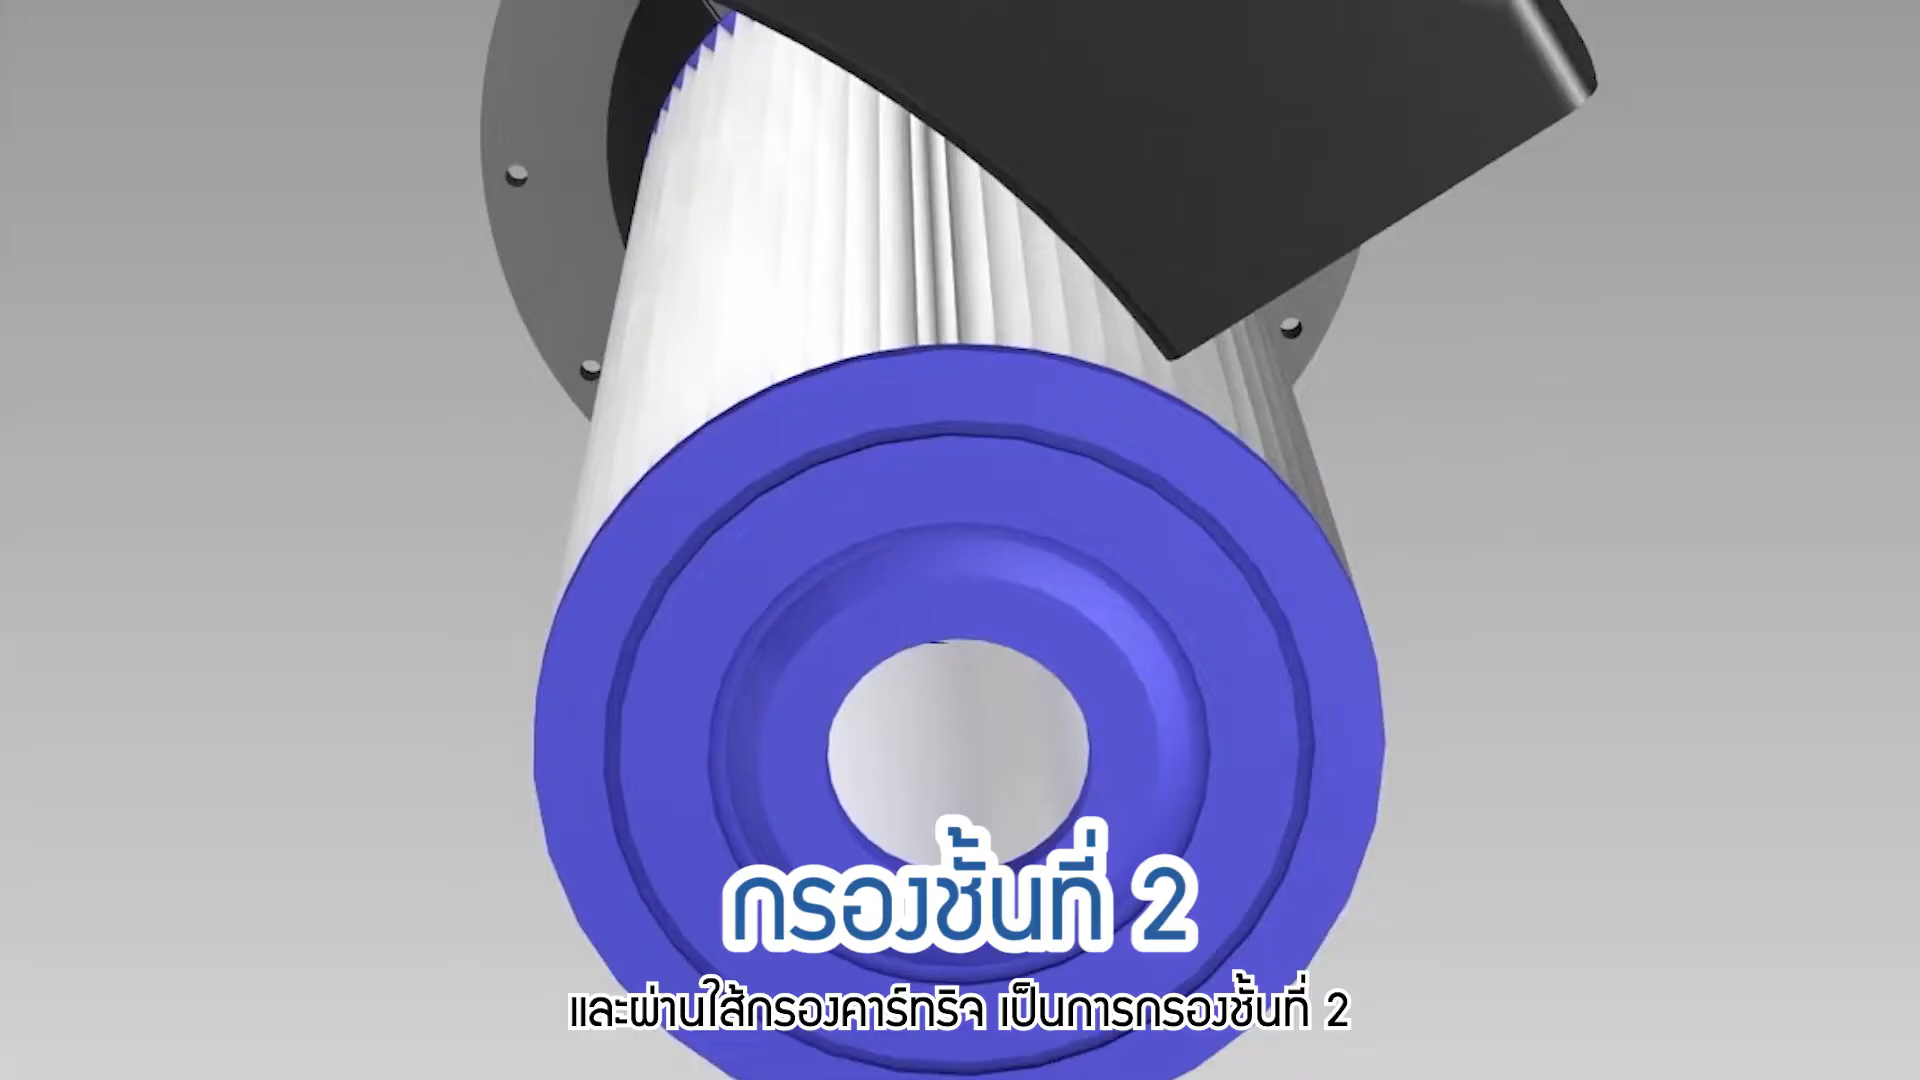 กรองชั้นที่ 2
และผ่านใส้กรองคาร์ทริจ เป็นการกรองชั้นที่ 2